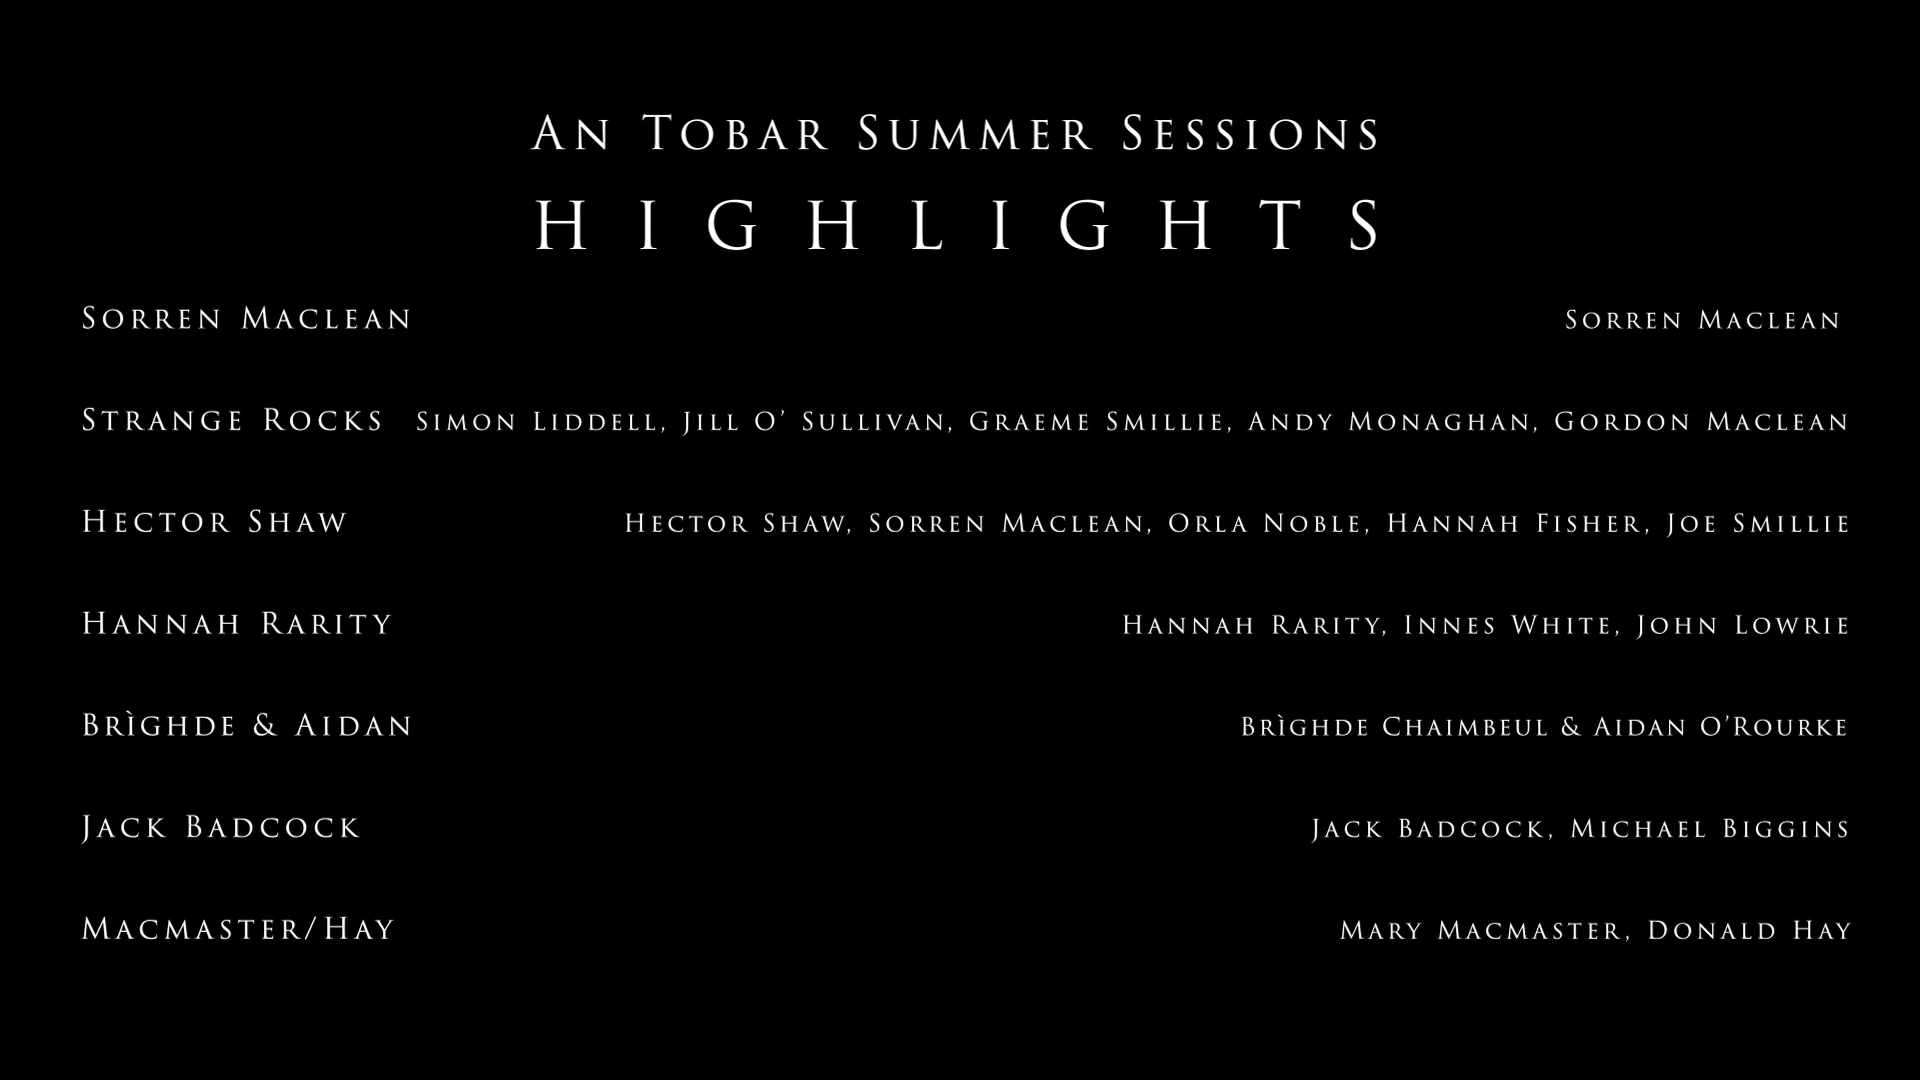 An Tobar Summer Sessions
HIGHLIGHTS
Sorren Maclean Sorren Maclean
Strange Rocks Simon Liddell, Jill O’ Sullivan, Graeme Smillie, Andy Monaghan, Gordon Maclean
Hector Shaw Hector Shaw, Sorren Maclean, Orla Noble, Hannah Fisher, Joe Smillie
Hannah Rarity Hannah Rarity, Innes White, John Lowrie
Brìghde & Aidan Brìghde Chaimbeul & Aidan O’Rourke
Jack Badcock Jack Badcock, Michael Biggins
Macmaster/Hay Mary Macmaster, Donald Hay